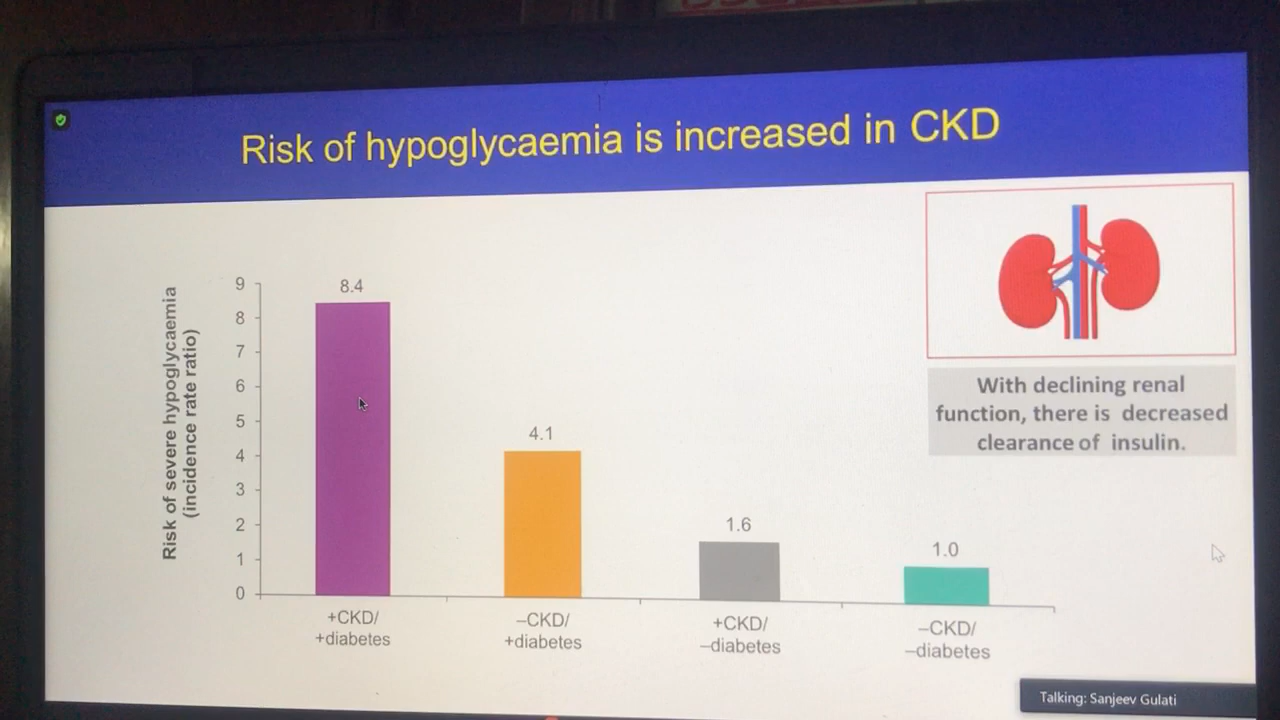 Risk of hypoglycaemia is increased in CKD
Risk of severe hypoglycaemia
(incidence rate ratio)
9
8
7
6
5
4
3
2
1
0
8.4
4.1
1.6
1.0
+CKD/
+diabetes
–CKD/
+diabetes
+CKD/
–diabetes
–CKD/
–diabetes
With declining renal
function, there is decreased
clearance of insulin.
Talking: Sanjeev Gulati